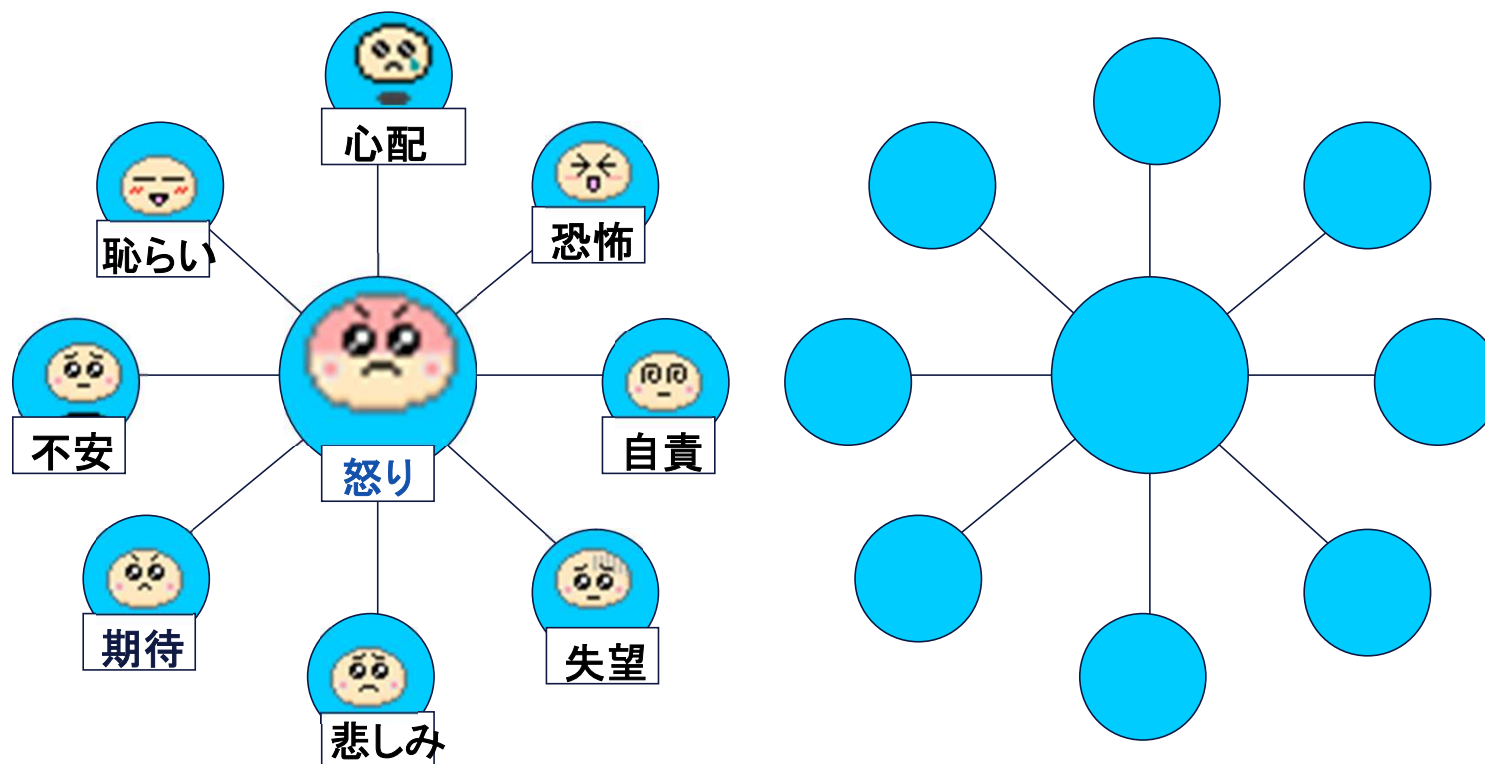 心配
恥らい
恐怖
不安
怒り
自責
期待
失望
悲しみ